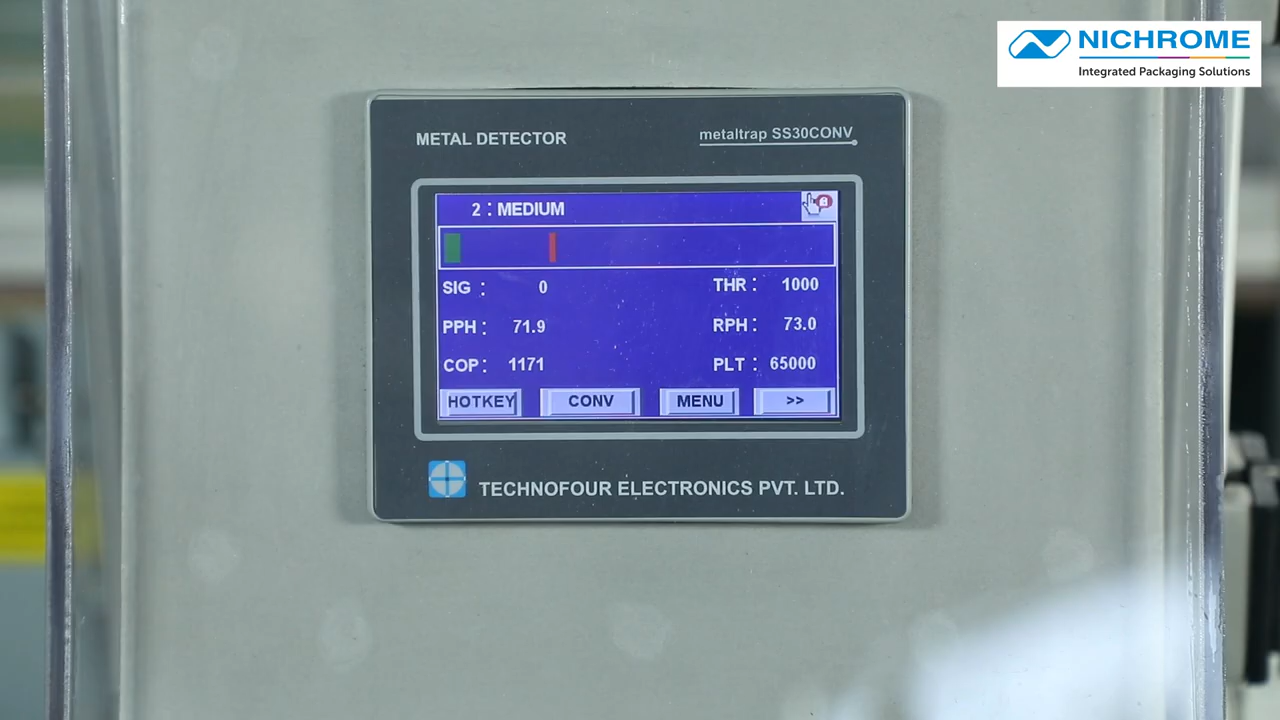 NICHROME
Integrated Packaging Solutions
METAL DETECTOR
metaltrap SS30CONV
2 : MEDIUM
SIG : 0 THR : 1000
PPH : 71.9 RPH : 73.0
COP : 1171 PLT : 65000
HOTKEY CONV MENU >>
TECHNOFOUR ELECTRONICS PVT. LTD.